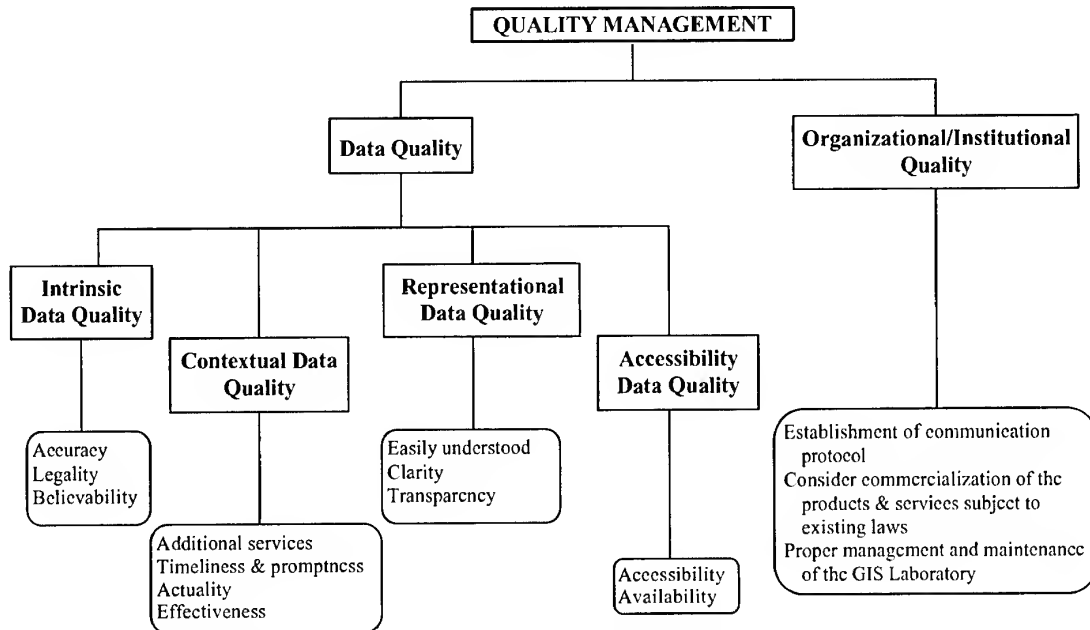 QUALITY MANAGEMENT
Data Quality
Organizational/Institutional
Quality
Intrinsic
Data Quality
Accuracy
Legality
Believability
Contextual Data
Quality
Additional services
Timeliness & promptness
Actuality
Effectiveness
Representational
Data Quality
Easily understood
Clarity
Transparency
Accessibility
Data Quality
Accessibility
Availability
Establishment of communication
protocol
Consider commercialization of the
products & services subject to
existing laws
Proper management and maintenance
of the GIS Laboratory